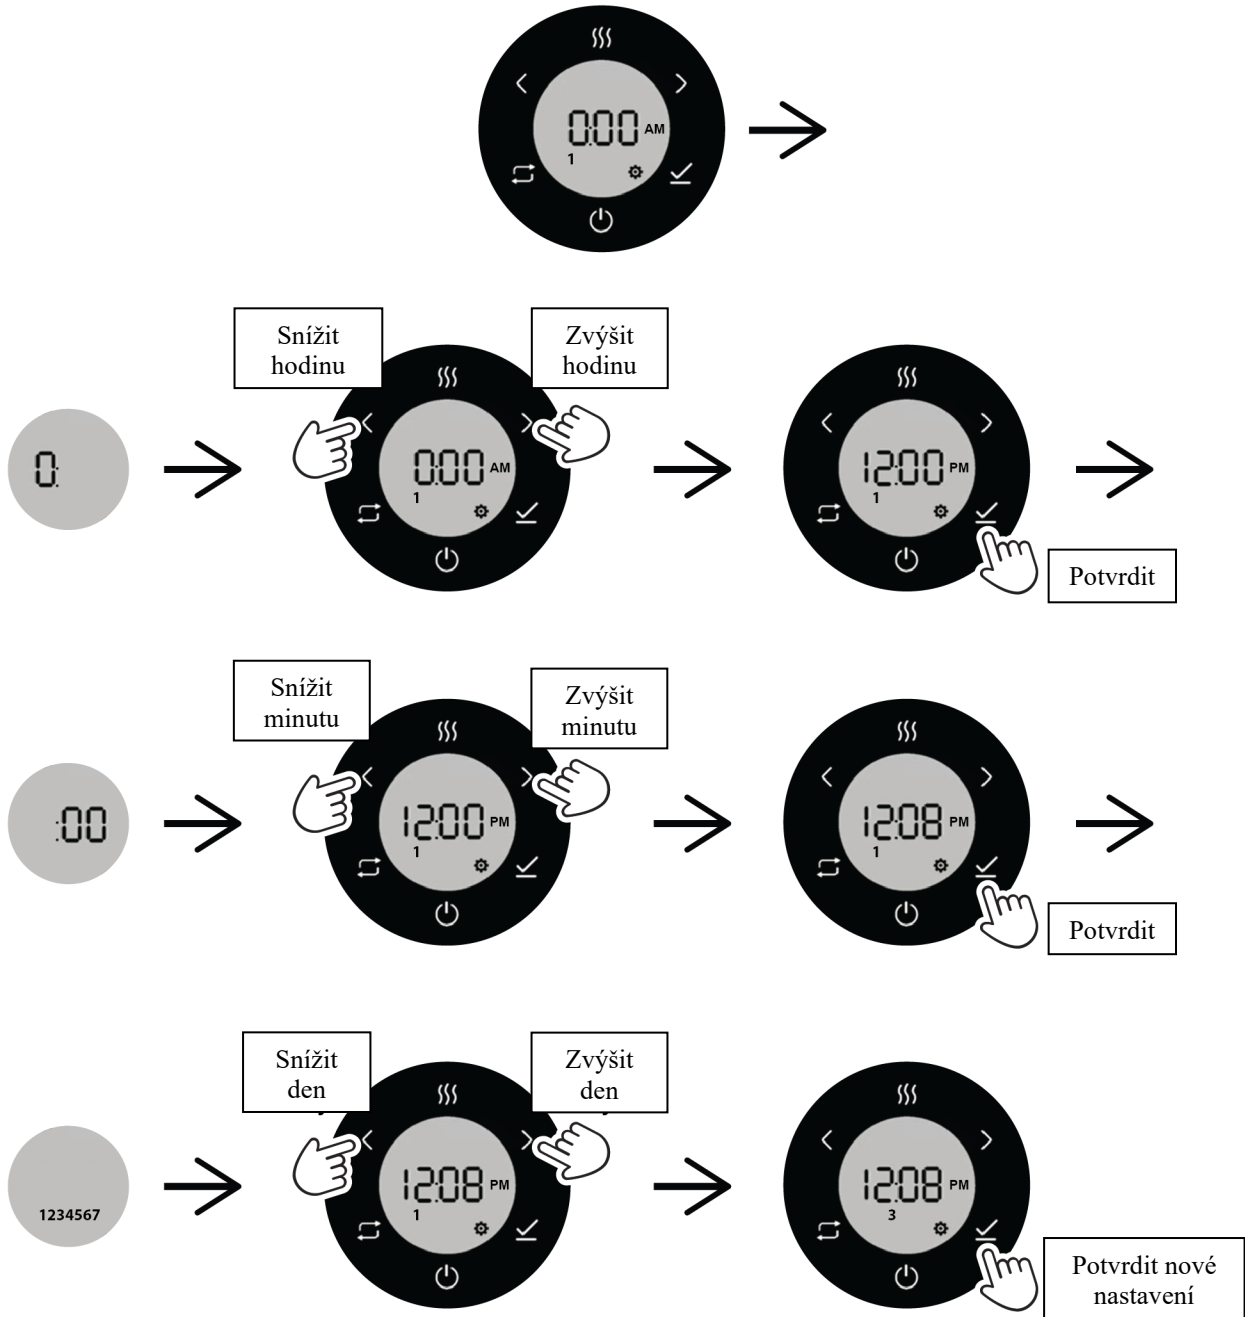 0:00 AM
1
Snížit
hodinu
Zvýšit
hodinu
0:
0:00 AM
1
12:00 PM
1
Potvrdit
Snížit
minutu
Zvýšit
minutu
:00
12:00 PM
1
12:08 PM
1
Potvrdit
Snížit
den
Zvýšit
den
1234567
12:08 PM
1
12:08 PM
3
Potvrdit nové
nastavení